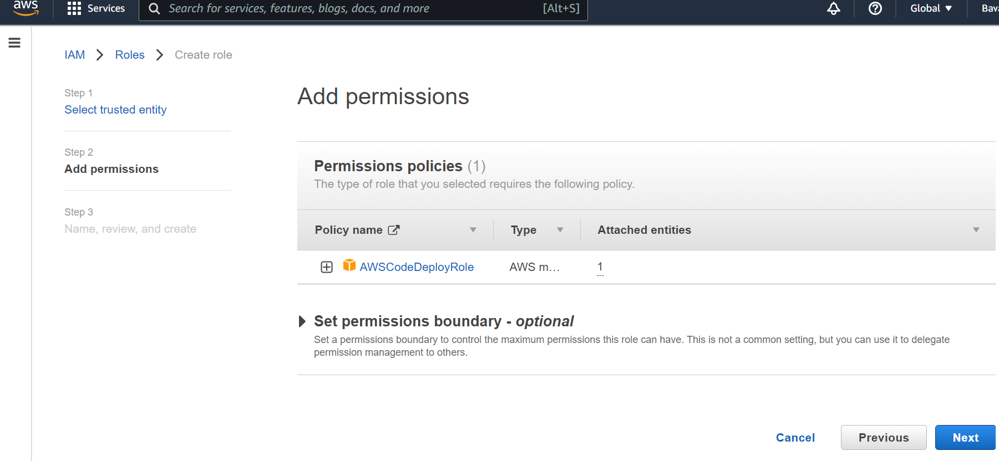 aws
Services
Search for services, features, blogs, docs, and more
[Alt+S]
Global
IAM
Roles
Create role
Step 1
Select trusted entity
Step 2
Add permissions
Step 3
Name, review, and create
Add permissions
Permissions policies (1)
The type of role that you selected requires the following policy.
Policy name
Type
Attached entities
AWSCodeDeployRole
AWS m...
1
Set permissions boundary - optional
Set a permissions boundary to control the maximum permissions this role can have. This is not a common setting, but you can use it to delegate
permission management to others.
Cancel
Previous
Next